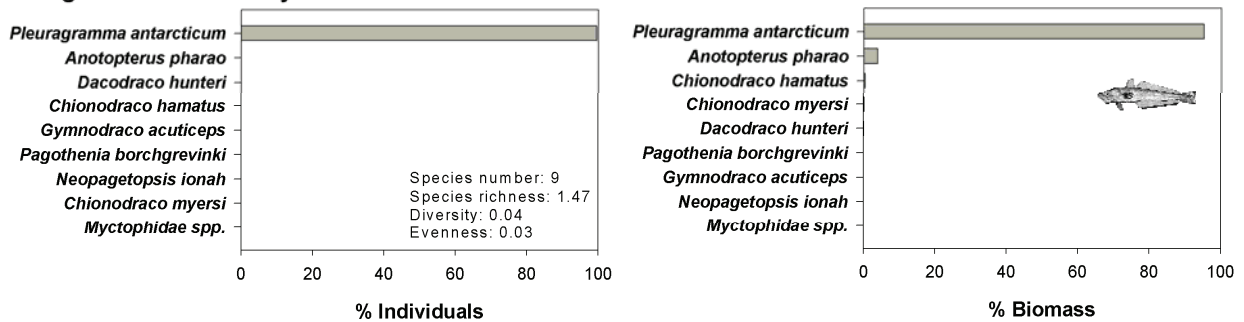 Pleuragramma antarcticum
Anotopterus pharao
Dacodraco hunteri
Chionodraco hamatus
Gymnodraco acuticeps
Pagothenia borchgrevinki
Neopagetopsis ionah
Chionodraco myersi
Myctophidae spp.
Species number: 9
Species richness: 1.47
Diversity: 0.04
Evenness: 0.03
0 20 40 60 80 100
% Individuals
Pleuragramma antarcticum
Anotopterus pharao
Chionodraco hamatus
Chionodraco myersi
Dacodraco hunteri
Pagothenia borchgrevinki
Gymnodraco acuticeps
Neopagetopsis ionah
Myctophidae spp.
0 20 40 60 80 100
% Biomass